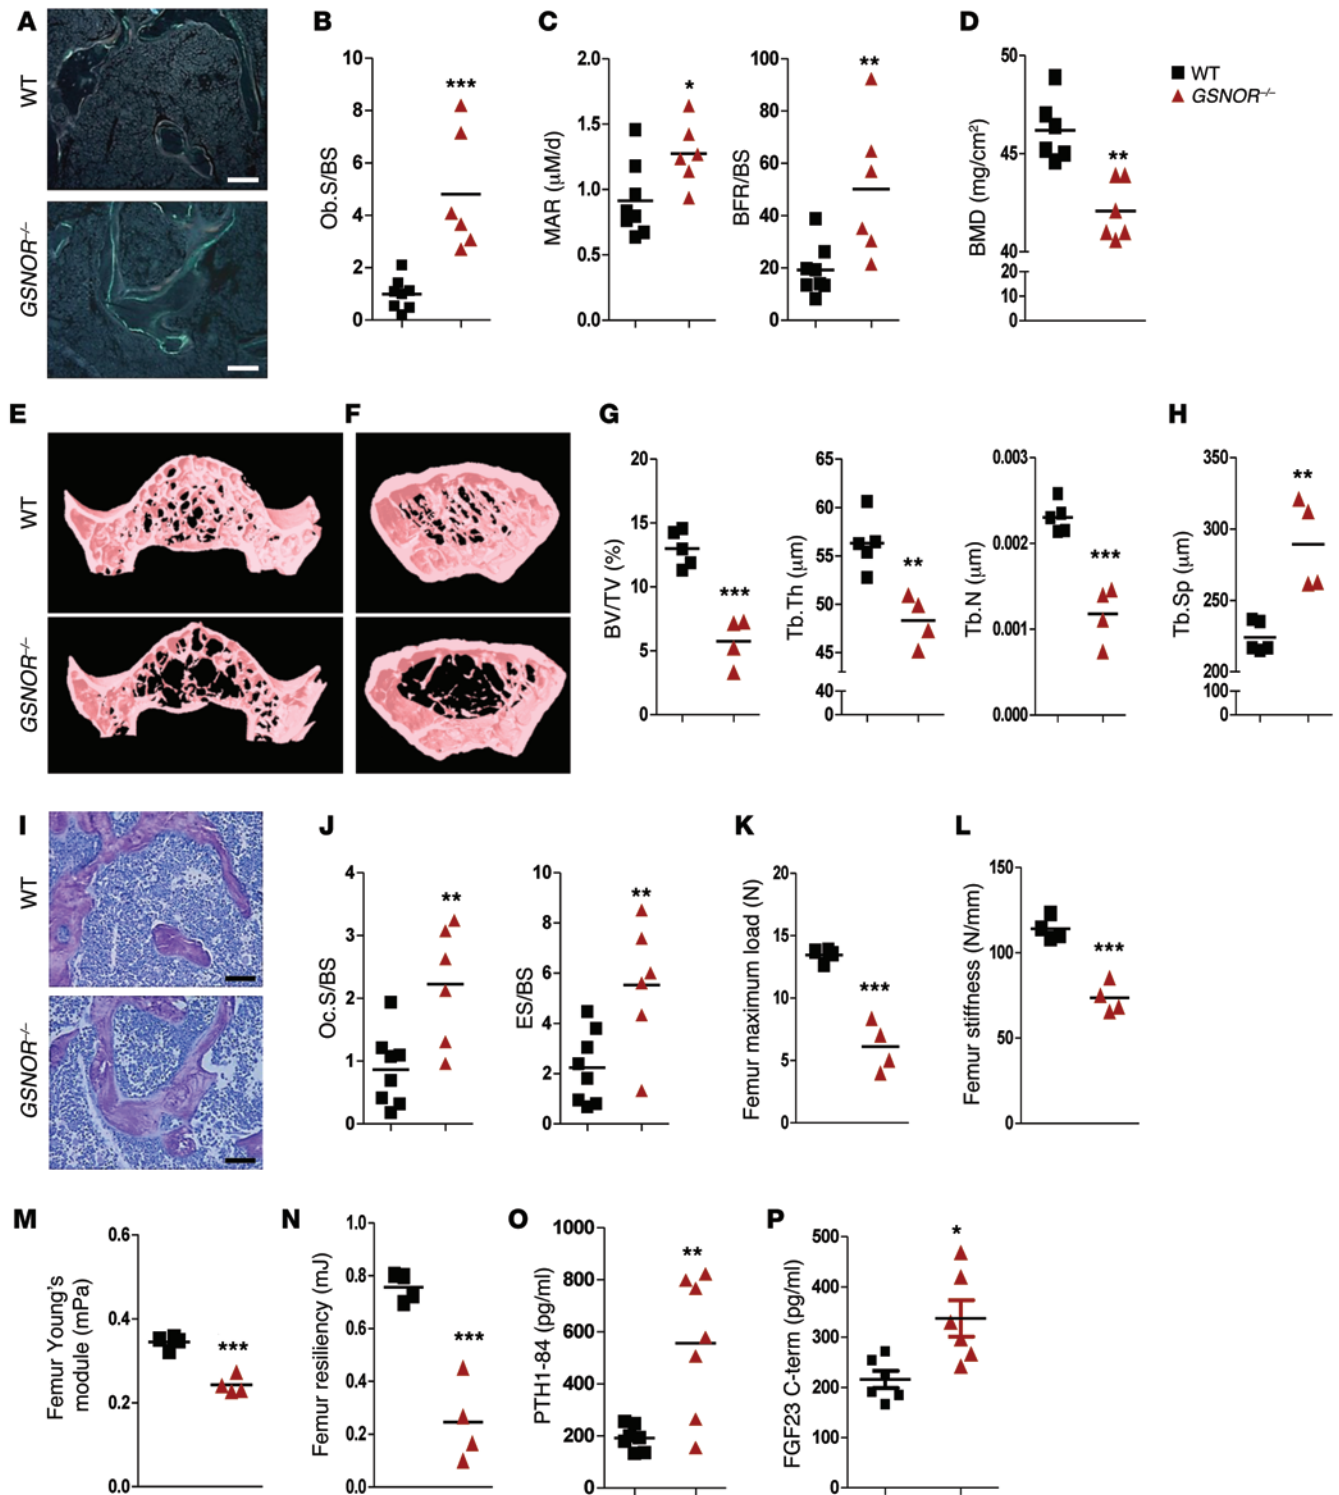 A
WT
GSNOR–/–
B
Ob.S/BS
10
8
6
4
2
0
***
C
MAR (μM/d)
2.0
1.5
1.0
0.5
0.0
*
BFR/BS
100
80
60
40
20
0
**
D
BMD (mg/cm²)
50
45
40
20
10
0
**
WT
GSNOR–/–
E
F
WT
GSNOR–/–
G
BV/TV (%)
20
15
10
5
0
***
Tb.Th (μm)
65
55
50
45
40
0
**
Tb.N (μm)
0.003
0.002
0.001
0.000
***
H
Tb.Sp (μm)
350
300
250
200
100
0
**
I
WT
GSNOR–/–
J
Oc.S/BS
4
3
2
1
0
**
ES/BS
10
8
6
4
2
0
**
K
Femur maximum load (N)
20
15
10
5
0
***
L
Femur stiffness (N/mm)
150
100
50
0
***
M
Femur Young's
module (mPa)
0.6
0.4
0.2
0.0
***
N
Femur resiliency (mJ)
1.0
0.8
0.6
0.4
0.2
0.0
***
O
PTH1-84 (pg/ml)
1000
800
600
400
200
0
**
P
FGF23 C-term (pg/ml)
500
400
300
200
100
0
*